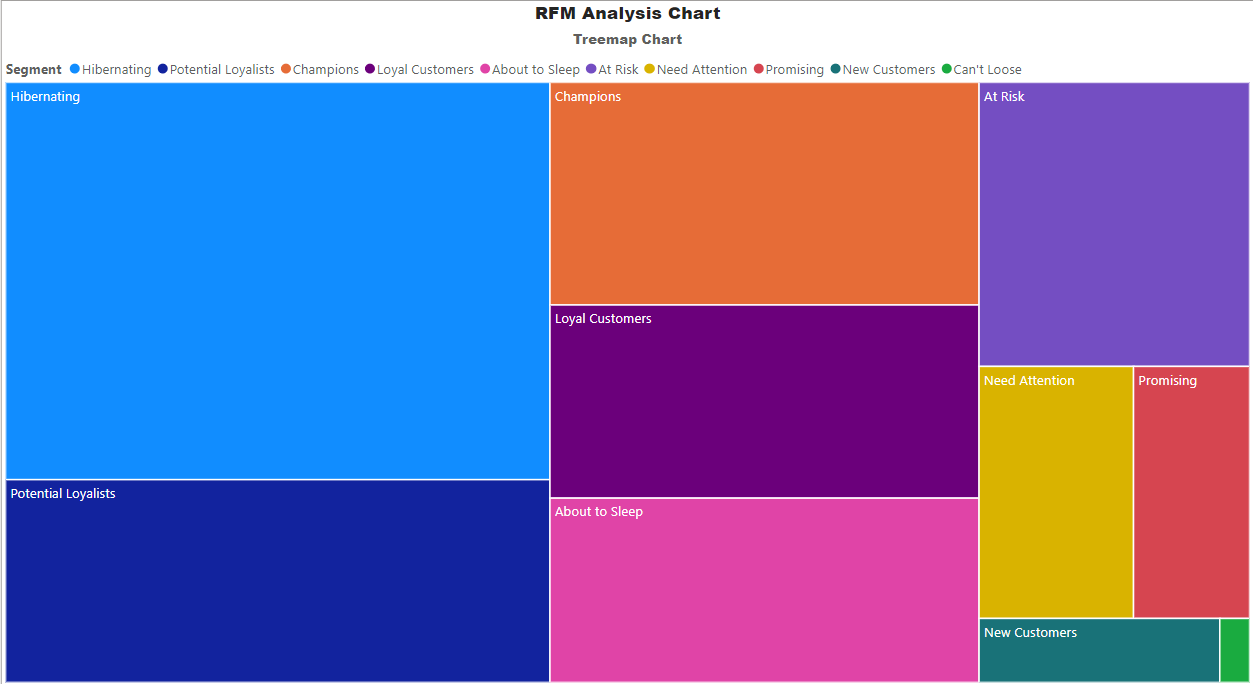 RFM Analysis Chart
Treemap Chart
Segment Hibernating Potential Loyalists Champions Loyal Customers About to Sleep At Risk Need Attention Promising New Customers Can't Loose
Hibernating
Potential Loyalists
Champions
Loyal Customers
About to Sleep
At Risk
Need Attention
Promising
New Customers